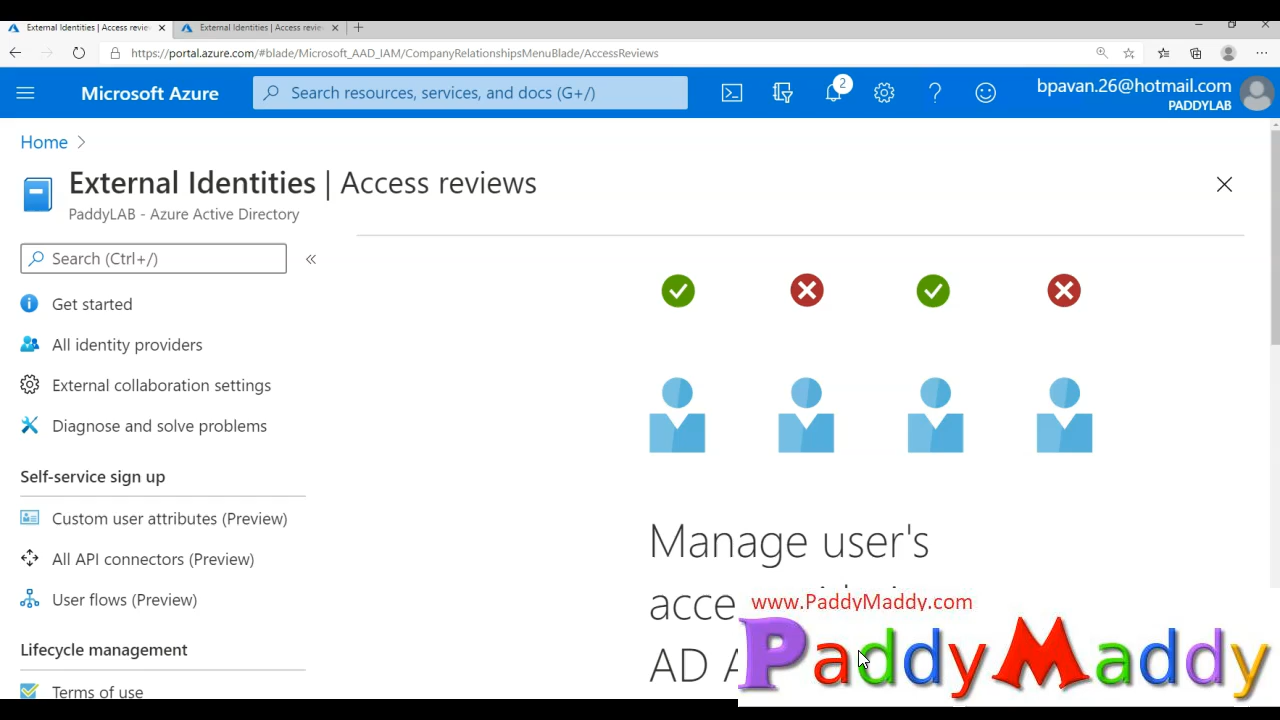 External Identities | Access revie
External Identities | Access revie
https://portal.azure.com/#blade/Microsoft_AAD_IAM/CompanyRelationshipsMenuBlade/AccessReviews
Microsoft Azure
Search resources, services, and docs (G+/)
2
bpavan.26@hotmail.com
PADDYLAB
Home
External Identities | Access reviews
PaddyLAB - Azure Active Directory
Search (Ctrl+/)
Get started
All identity providers
External collaboration settings
Diagnose and solve problems
Self-service sign up
Custom user attributes (Preview)
All API connectors (Preview)
User flows (Preview)
Lifecycle management
Terms of use
Manage user's
acce
AD A
www.PaddyMaddy.com
PaddyMaddy